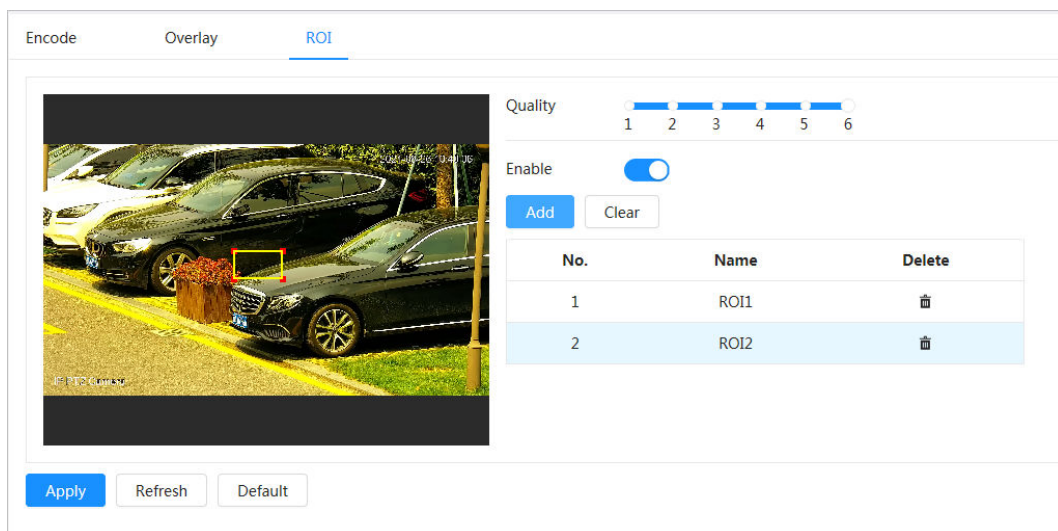 Encode Overlay ROI
Quality
1 2 3 4 5 6
Enable
Add Clear
No. Name Delete
1 ROI1
2 ROI2
Apply Refresh Default